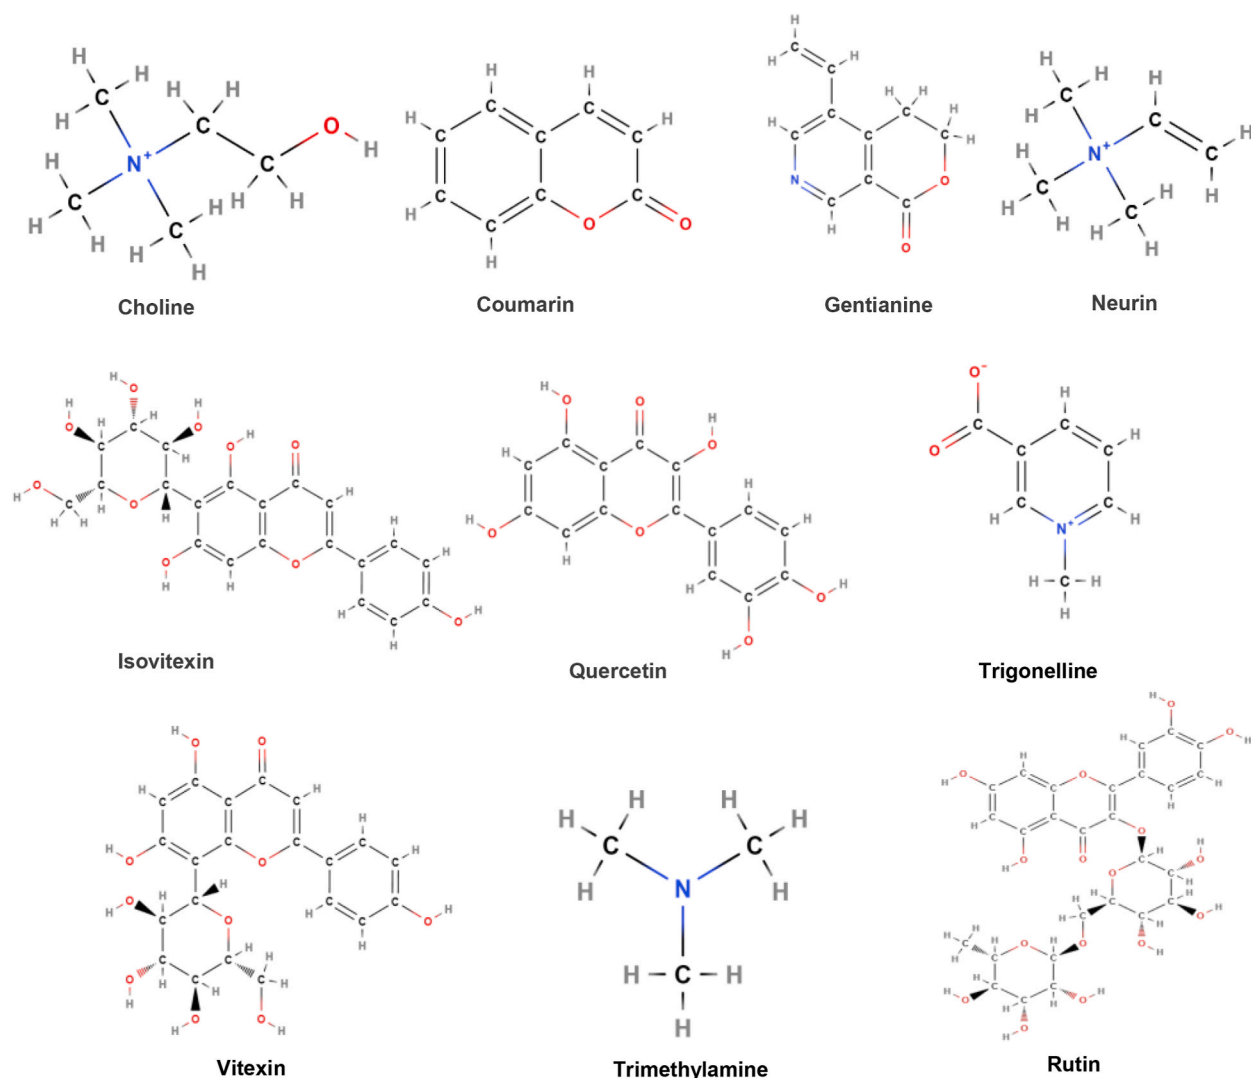 Choline
Coumarin
Gentianine
Neurin
Isovitexin
Quercetin
Trigonelline
Vitexin
Trimethylamine
Rutin